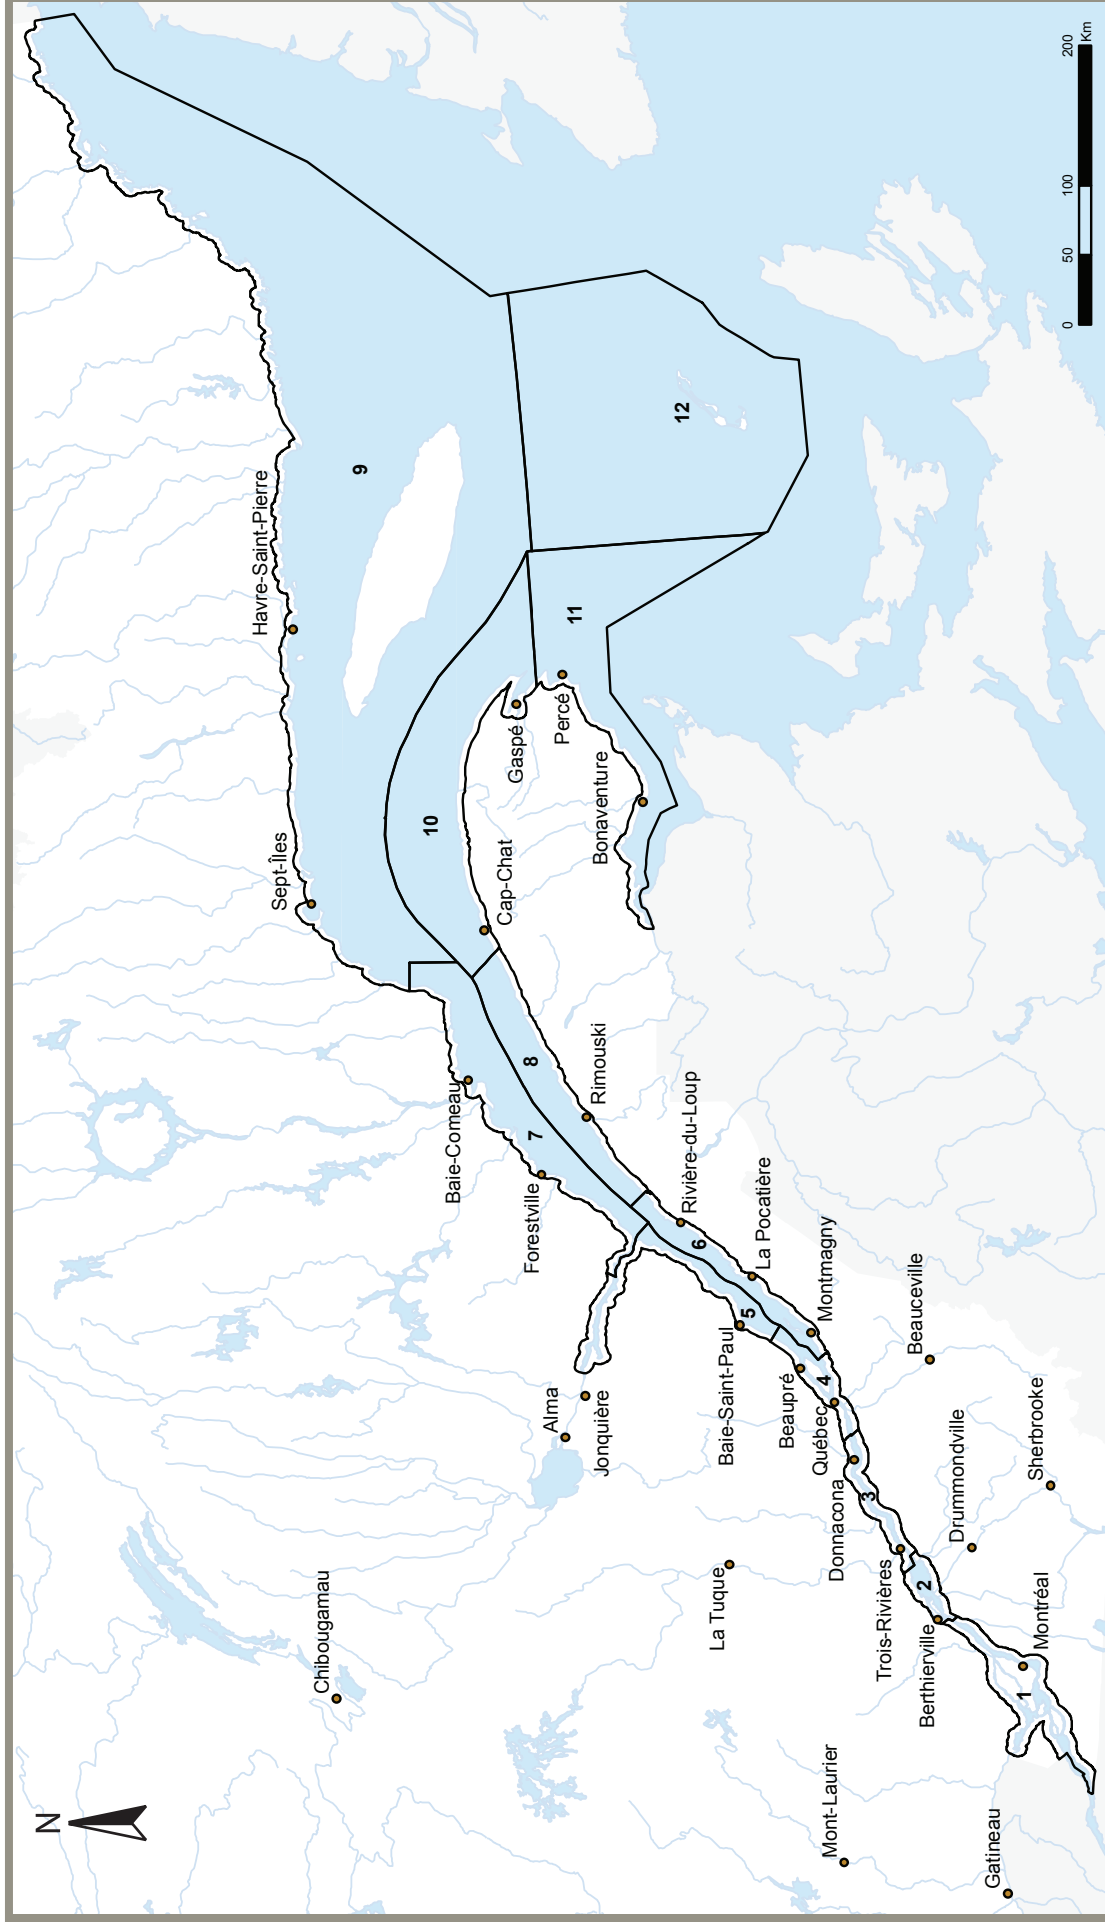 N
Havre-Saint-Pierre
Sept-Îles
9
Chibougamau
10
Baie-Comeau
Cap-Chat
Gaspé
12
11
Percé
Forestville
7
8
Rimouski
Bonaventure
Alma
Jonquière
Rivière-du-Loup
6
La Pocatière
5
Baie-Saint-Paul
La Tuque
Montmagny
Beaupré
4
Québec
Donnacona
3
Mont-Laurier
Trois-Rivières
2
Beauceville
Berthierville
Drummondville
Sherbrooke
Gatineau
1
Montréal
0 50 100 200
Km